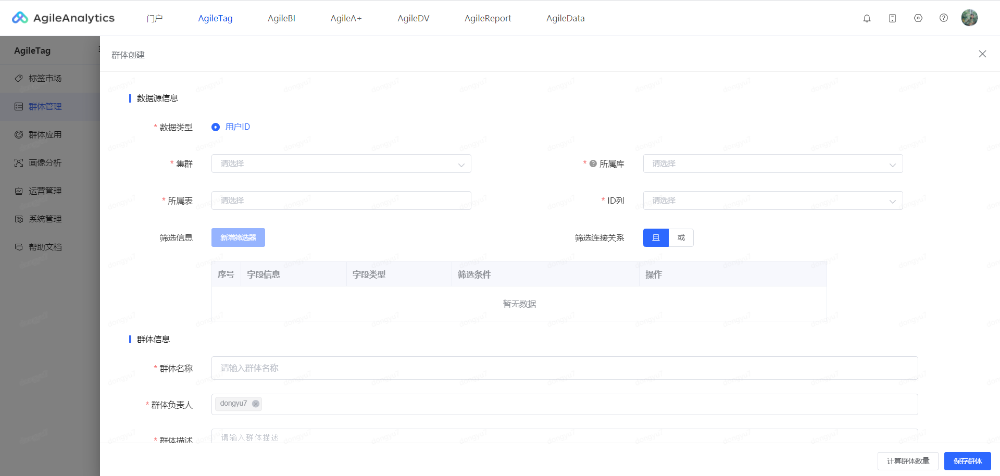 AgileAnalytics 门户 AgileTag AgileBI AgileA+ AgileDV AgileReport AgileData
AgileTag
标签市场
群体管理
群体应用
画像分析
运营管理
系统管理
帮助文档
群体创建
数据源信息
* 数据类型 用户ID
* 集群 请选择
* 所属库 请选择
* 所属表 请选择
* ID列 请选择
筛选信息 新增筛选器
筛选连接关系 且 或
序号 字段信息 字段类型 筛选条件 操作
暂无数据
群体信息
* 群体名称 请输入群体名称
* 群体负责人 dongyu7
* 群体描述 请输入群体描述
计算群体数量 保存群体
dongyu7